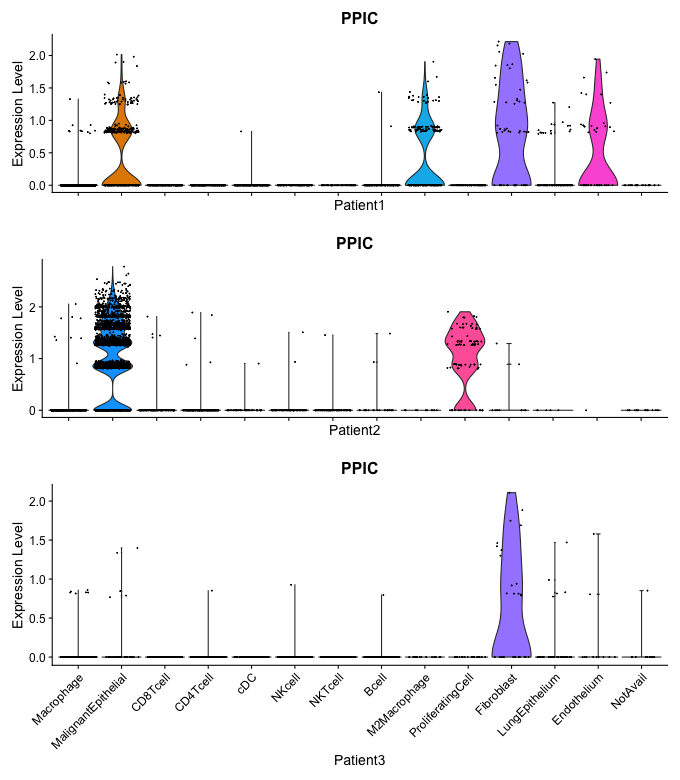 PPIC
Expression Level
2.0
1.5
1.0
0.5
0.0
Patient1
PPIC
Expression Level
2
1
0
Patient2
PPIC
Expression Level
2.0
1.5
1.0
0.5
0.0
Macrophage
MalignantEpithelial
CD8Tcell
CD4Tcell
cDC
NKcell
NKTcell
Bcell
M2Macrophage
ProliferatingCell
Fibroblast
LungEpithelium
Endothelium
NotAvail
Patient3